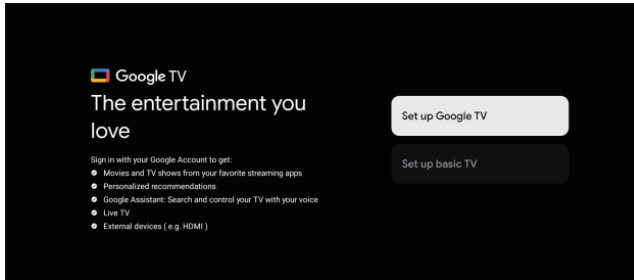 Google TV
The entertainment you
love
Sign in with your Google Account to get:
Movies and TV shows from your favorite streaming apps
Personalized recommendations
Google Assistant: Search and control your TV with your voice
Live TV
External devices ( e.g. HDMI )
Set up Google TV
Set up basic TV